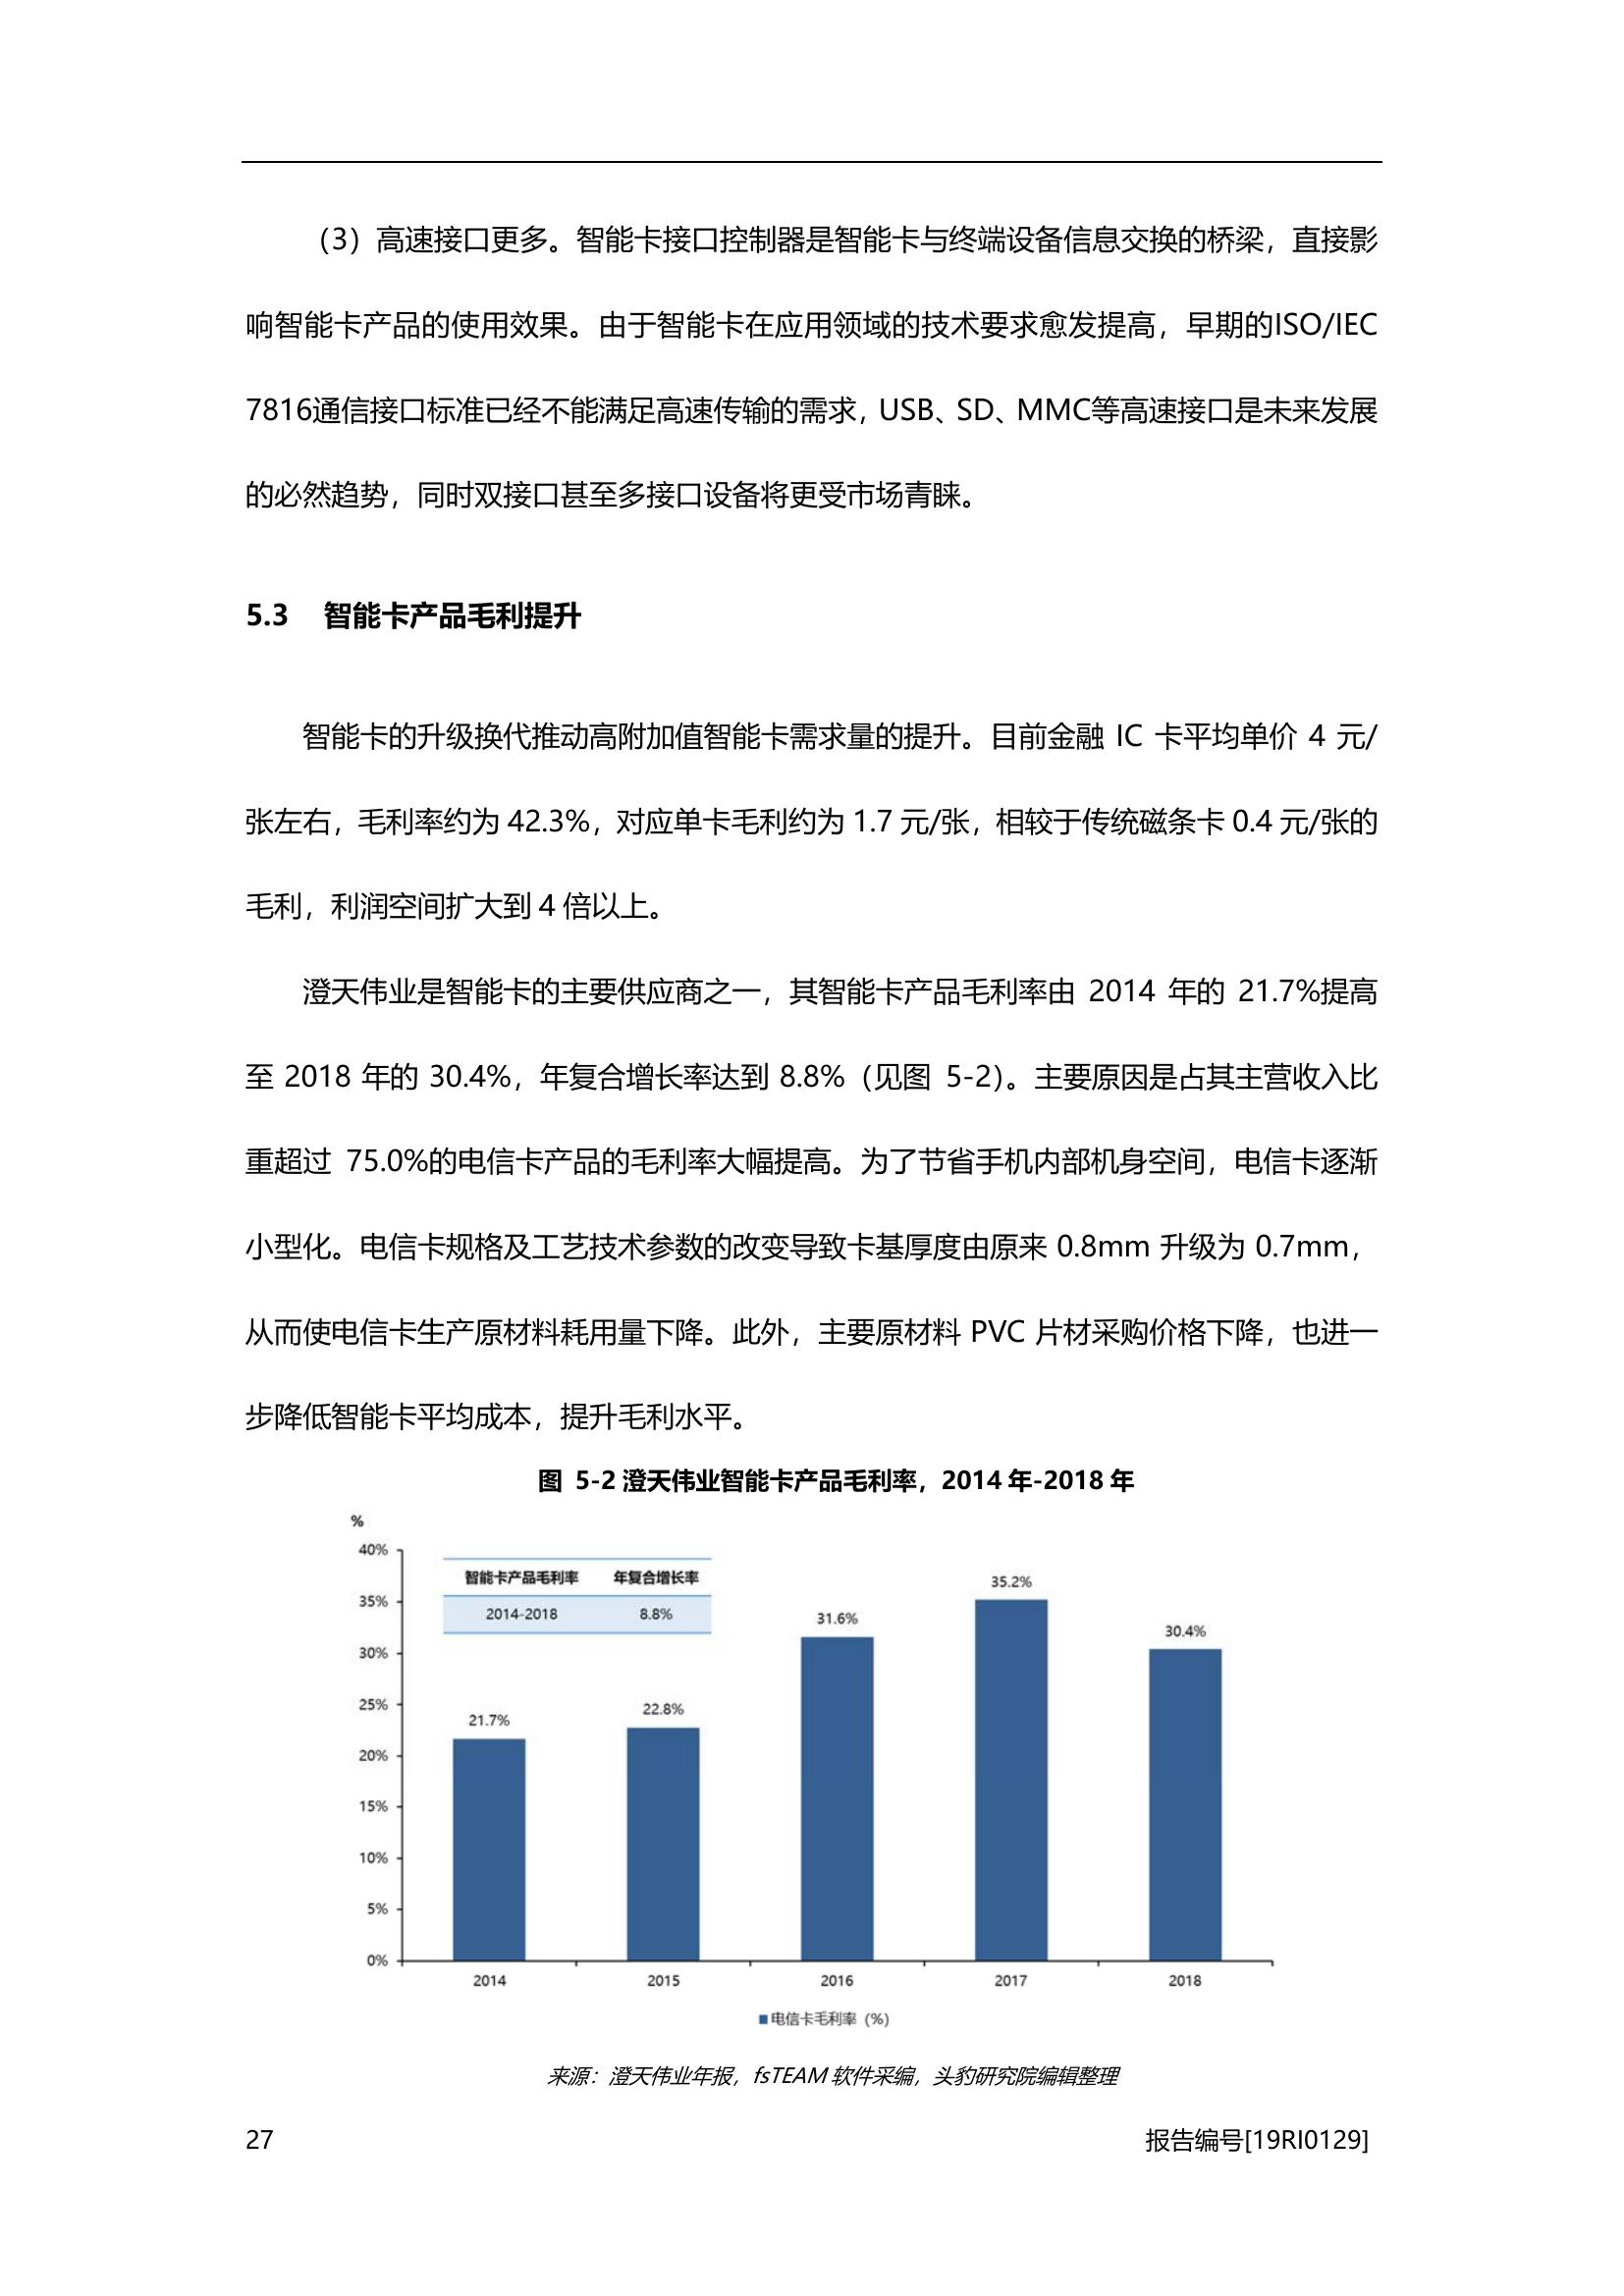 （3）高速接口更多。智能卡接口控制器是智能卡与终端设备信息交换的桥梁，直接影
响智能卡产品的使用效果。由于智能卡在应用领域的技术要求愈发提高，早期的ISO/IEC
7816通信接口标准已经不能满足高速传输的需求，USB、SD、MMC等高速接口是未来发展
的必然趋势，同时双接口甚至多接口设备将更受市场青睐。
5.3 智能卡产品毛利提升
智能卡的升级换代推动高附加值智能卡需求量的提升。目前金融 IC 卡平均单价 4 元/
张左右，毛利率约为 42.3%，对应单卡毛利约为 1.7 元/张，相较于传统磁条卡 0.4 元/张的
毛利，利润空间扩大到 4 倍以上。
澄天伟业是智能卡的主要供应商之一，其智能卡产品毛利率由 2014 年的 21.7%提高
至 2018 年的 30.4%，年复合增长率达到 8.8%（见图 5-2）。主要原因是占其主营收入比
重超过 75.0%的电信卡产品的毛利率大幅提高。为了节省手机内部机身空间，电信卡逐渐
小型化。电信卡规格及工艺技术参数的改变导致卡基厚度由原来 0.8mm 升级为 0.7mm，
从而使电信卡生产原材料耗用量下降。此外，主要原材料 PVC 片材采购价格下降，也进一
步降低智能卡平均成本，提升毛利水平。
图 5-2 澄天伟业智能卡产品毛利率，2014 年-2018 年
%
40%
35%
30%
25%
20%
15%
10%
5%
0%
智能卡产品毛利率 年复合增长率
2014-2018 8.8%
21.7%
22.8%
31.6%
35.2%
30.4%
2014 2015 2016 2017 2018
电信卡毛利率（%）
来源：澄天伟业年报，fsTEAM 软件采编，头豹研究院编辑整理
27 报告编号[19RI0129]